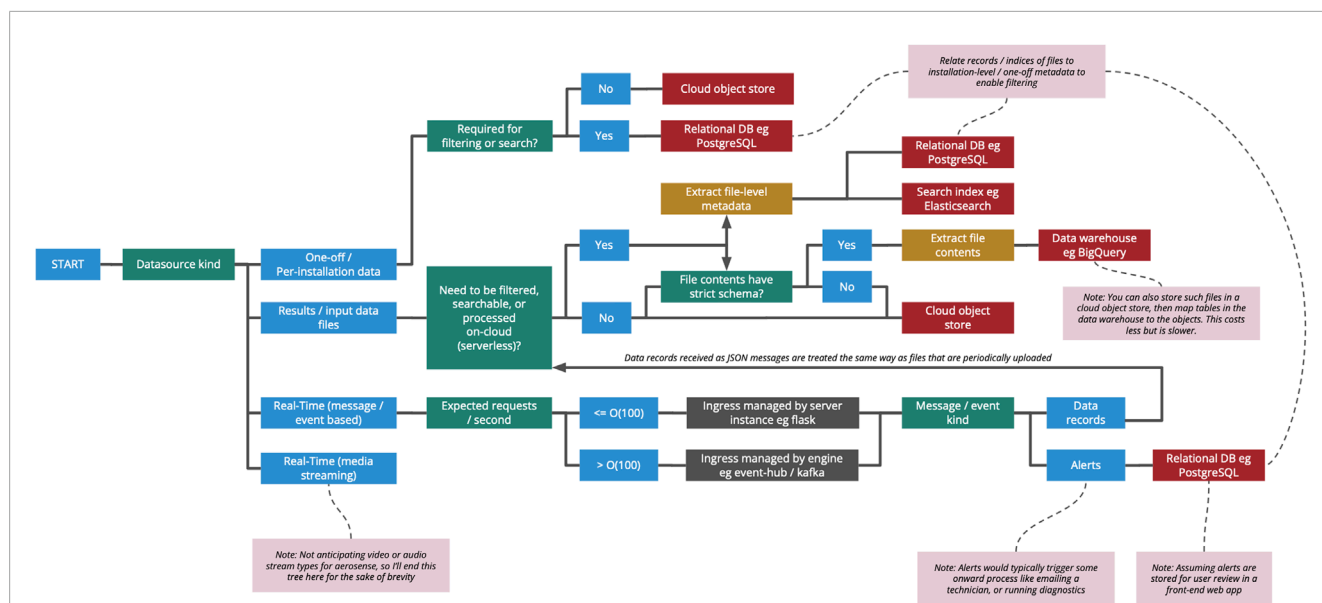 Relate records / indices of files to
installation-level / one-off metadata to
enable filtering
No
Cloud object store
Required for
filtering or search?
Yes
Relational DB eg
PostgreSQL
Relational DB eg
PostgreSQL
Extract file-level
metadata
Search index eg
Elasticsearch
START
Datasource kind
One-off /
Per-installation data
Yes
Yes
Extract file
contents
Data warehouse
eg BigQuery
Need to be filtered,
searchable, or
processed
on-cloud
(serverless)?
File contents have
strict schema?
No
Results / input data
files
No
Cloud object
store
Note: You can also store such files in a
cloud object store, then map tables in the
data warehouse to the objects. This costs
less but is slower.
Data records received as JSON messages are treated the same way as files that are periodically uploaded
Real-Time (message /
event based)
Expected requests
/ second
<= O(100)
Ingress managed by server
instance eg flask
Message / event
kind
Data
records
Real-Time (media
streaming)
> O(100)
Ingress managed by engine
eg event-hub / kafka
Alerts
Relational DB eg
PostgreSQL
Note: Not anticipating video or audio
stream types for aerosense, so I'll end this
tree here for the sake of brevity
Note: Alerts would typically trigger some
onward process like emailing a
technician, or running diagnostics
Note: Assuming alerts are
stored for user review in a
front-end web app